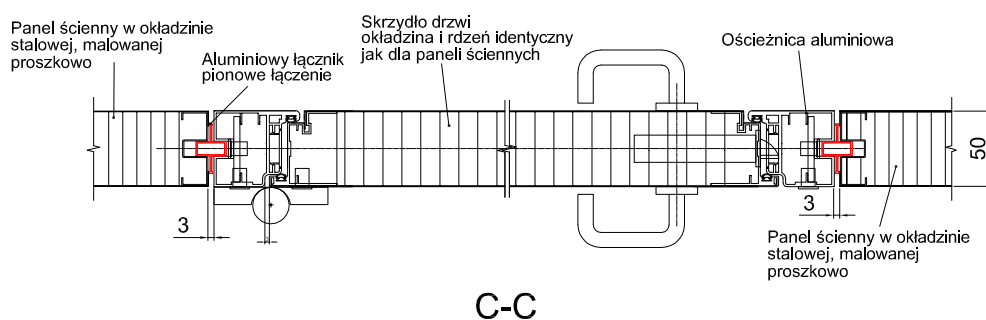 Panel ścienny w okładzinie
stalowej, malowanej
proszkowo
Aluminiowy łącznik
pionowe łączenie
Skrzydło drzwi
okładzina i rdzeń identyczny
jak dla paneli ściennych
Ościeżnica aluminiowa
50
3
3
Panel ścienny w okładzinie
stalowej, malowanej
proszkowo
C-C